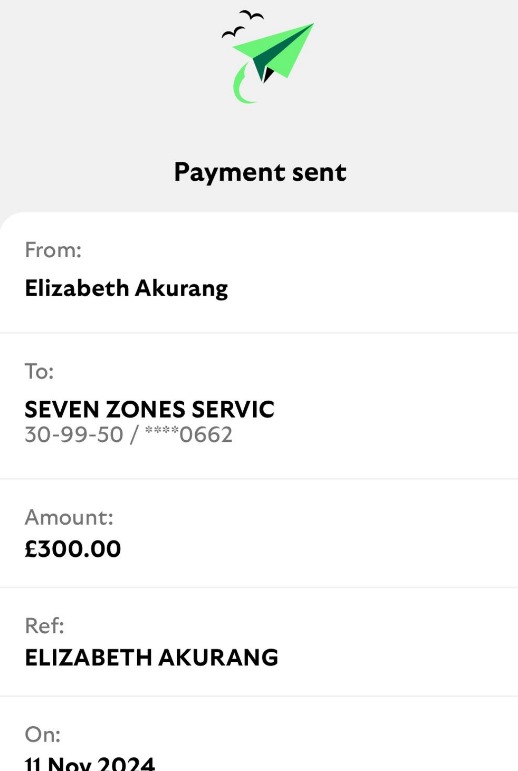 Payment sent
From:
Elizabeth Akurang
To:
SEVEN ZONES SERVIC
30-99-50 / ****0662
Amount:
£300.00
Ref:
ELIZABETH AKURANG
On:
11 Nov 2024